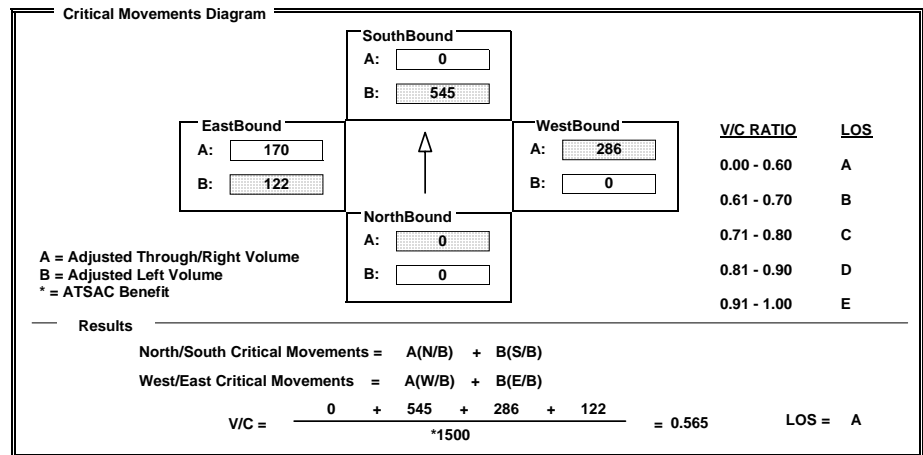 Critical Movements Diagram
SouthBound
A: 0
B: 545
EastBound
A: 170
B: 122
WestBound
A: 286
B: 0
NorthBound
A: 0
B: 0
V/C RATIO LOS
0.00 - 0.60 A
0.61 - 0.70 B
0.71 - 0.80 C
0.81 - 0.90 D
0.91 - 1.00 E
A = Adjusted Through/Right Volume
B = Adjusted Left Volume
* = ATSAC Benefit
Results
North/South Critical Movements = A(N/B) + B(S/B)
West/East Critical Movements = A(W/B) + B(E/B)
0 + 545 + 286 + 122
V/C = = 0.565 LOS = A
*1500